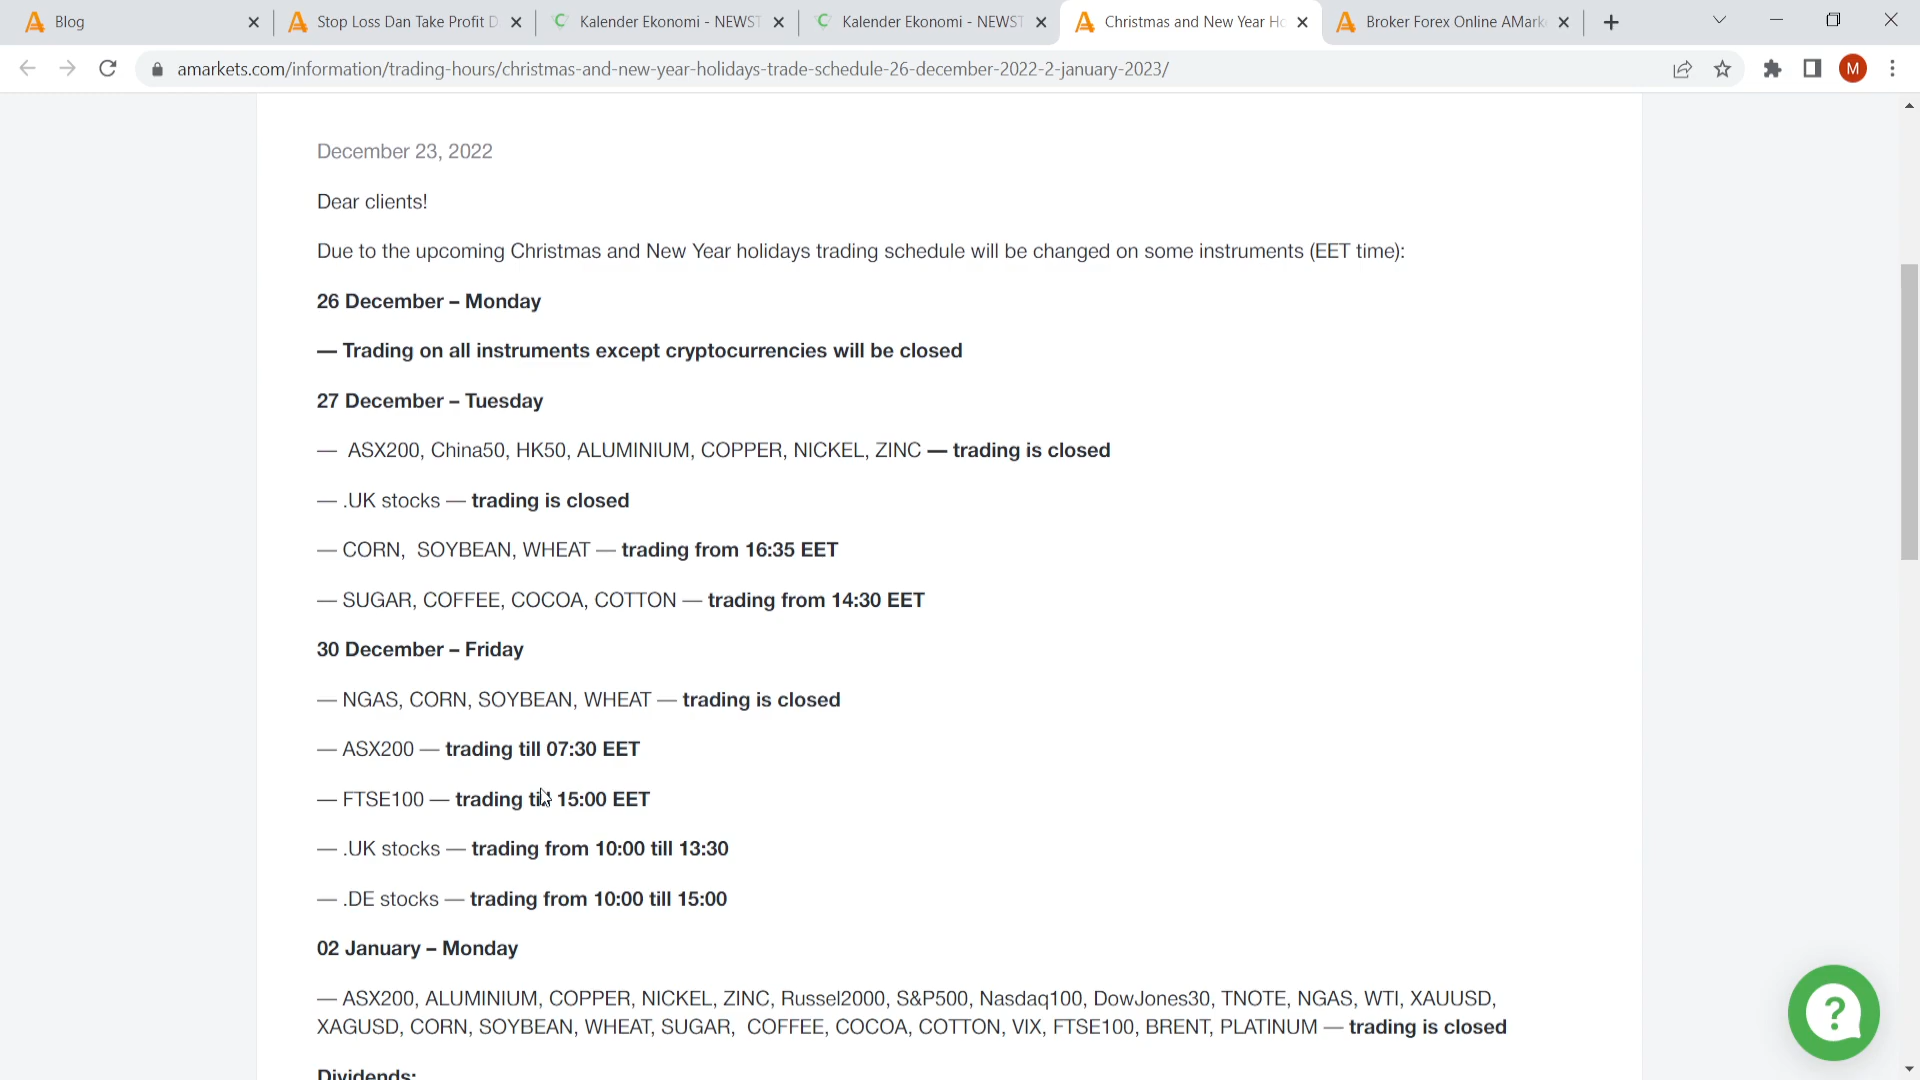 Blog
Stop Loss Dan Take Profit D
Kalender Ekonomi - NEWST
Kalender Ekonomi - NEWST
Christmas and New Year Ho
Broker Forex Online AMark
amarkets.com/information/trading-hours/christmas-and-new-year-holidays-trade-schedule-26-december-2022-2-january-2023/
M
December 23, 2022
Dear clients!
Due to the upcoming Christmas and New Year holidays trading schedule will be changed on some instruments (EET time):
26 December – Monday
— Trading on all instruments except cryptocurrencies will be closed
27 December – Tuesday
— ASX200, China50, HK50, ALUMINIUM, COPPER, NICKEL, ZINC — trading is closed
— .UK stocks — trading is closed
— CORN, SOYBEAN, WHEAT — trading from 16:35 EET
— SUGAR, COFFEE, COCOA, COTTON — trading from 14:30 EET
30 December – Friday
— NGAS, CORN, SOYBEAN, WHEAT — trading is closed
— ASX200 — trading till 07:30 EET
— FTSE100 — trading till 15:00 EET
— .UK stocks — trading from 10:00 till 13:30
— .DE stocks — trading from 10:00 till 15:00
02 January – Monday
— ASX200, ALUMINIUM, COPPER, NICKEL, ZINC, Russel2000, S&P500, Nasdaq100, DowJones30, TNOTE, NGAS, WTI, XAUUSD,
XAGUSD, CORN, SOYBEAN, WHEAT, SUGAR, COFFEE, COCOA, COTTON, VIX, FTSE100, BRENT, PLATINUM — trading is closed
Dividends:
?